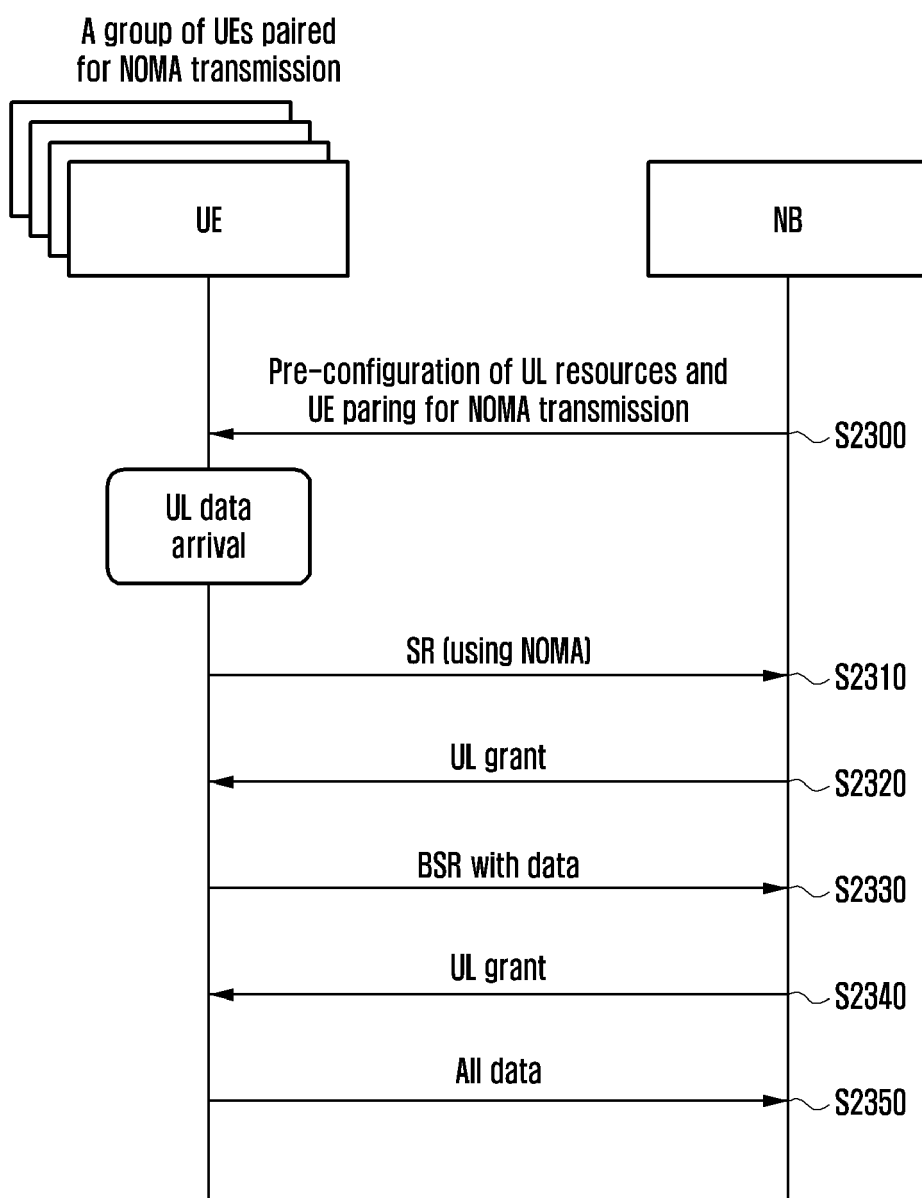 A group of UEs paired
for NOMA transmission
UE
NB
Pre-configuration of UL resources and
UE paring for NOMA transmission
S2300
UL data
arrival
SR (using NOMA)
S2310
UL grant
S2320
BSR with data
S2330
UL grant
S2340
All data
S2350